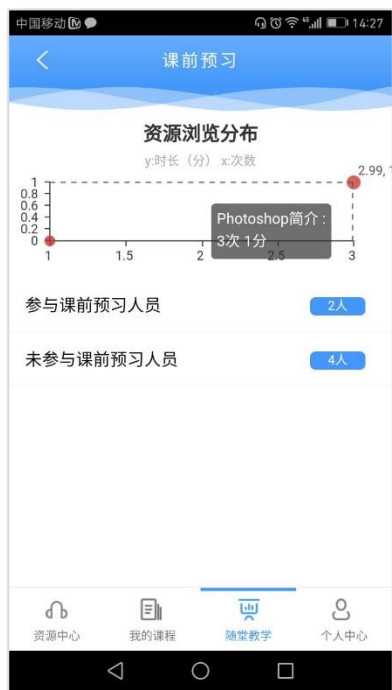 中国移动 46 14:27
课前预习
资源浏览分布
y:时长（分） x:次数
2.99, 1
1
0.8
0.6
0.4
0.2
0
Photoshop简介：
3次 1分
1 1.5 2 2.5 3
参与课前预习人员 2人
未参与课前预习人员 4人
资源中心 我的课程 随堂教学 个人中心